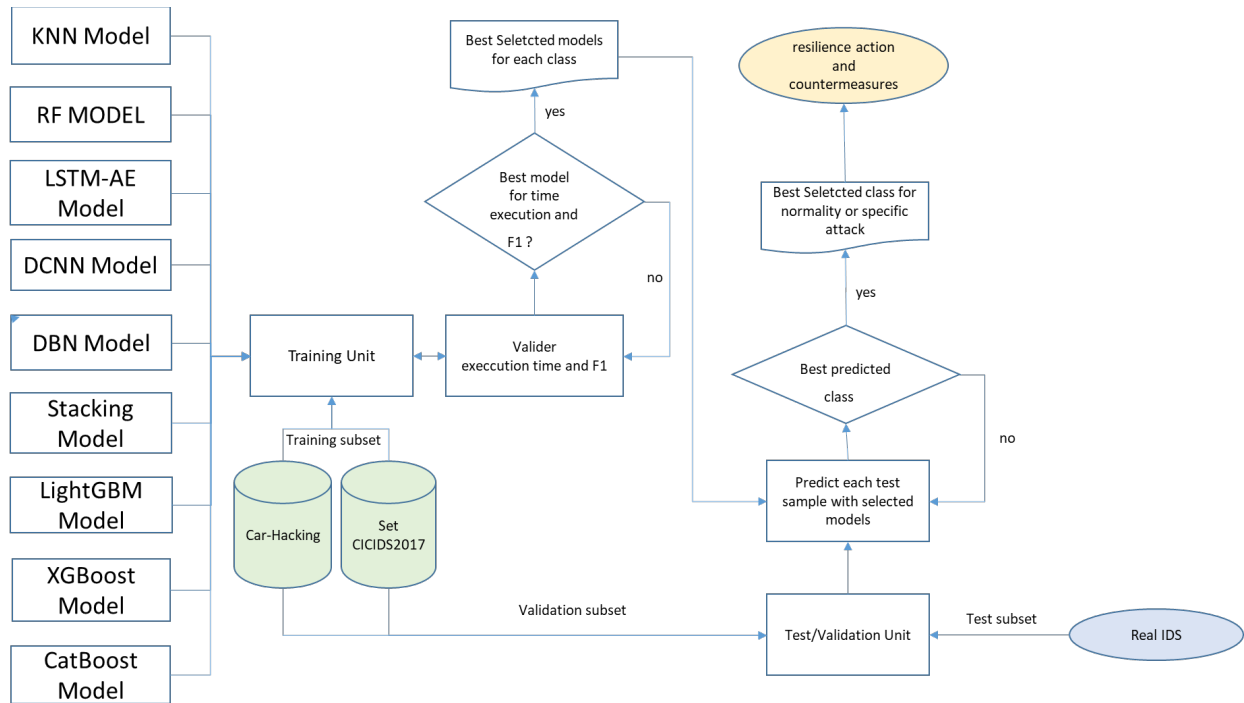 KNN Model
RF MODEL
LSTM-AE
Model
DCNN Model
DBN Model
Stacking
Model
LightGBM
Model
XGBoost
Model
CatBoost
Model
Training Unit
Training subset
Car-Hacking
Set
CICIDS2017
Best Seletcted models
for each class
yes
Best model
for time
execution and
F1 ?
no
Valider
execcution time and F1
Validation subset
resilience action
and
countermeasures
Best Seletcted class for
normality or specific
attack
yes
Best predicted
class
no
Predict each test
sample with selected
models
Test/Validation Unit
Test subset
Real IDS